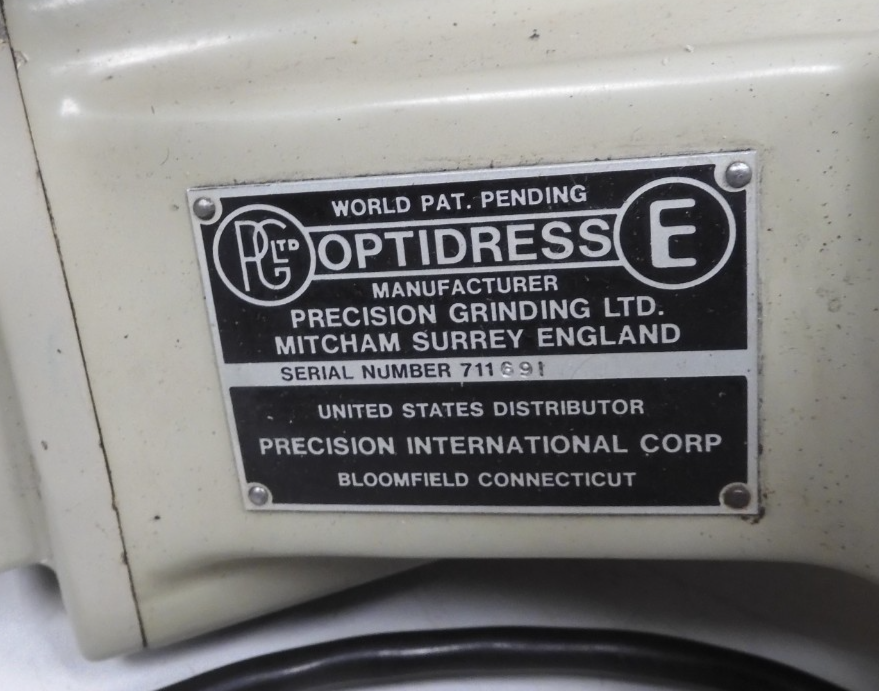 WORLD PAT. PENDING
PG LTD OPTIDRESS E
MANUFACTURER
PRECISION GRINDING LTD.
MITCHAM SURREY ENGLAND
SERIAL NUMBER 711691
UNITED STATES DISTRIBUTOR
PRECISION INTERNATIONAL CORP
BLOOMFIELD CONNECTICUT